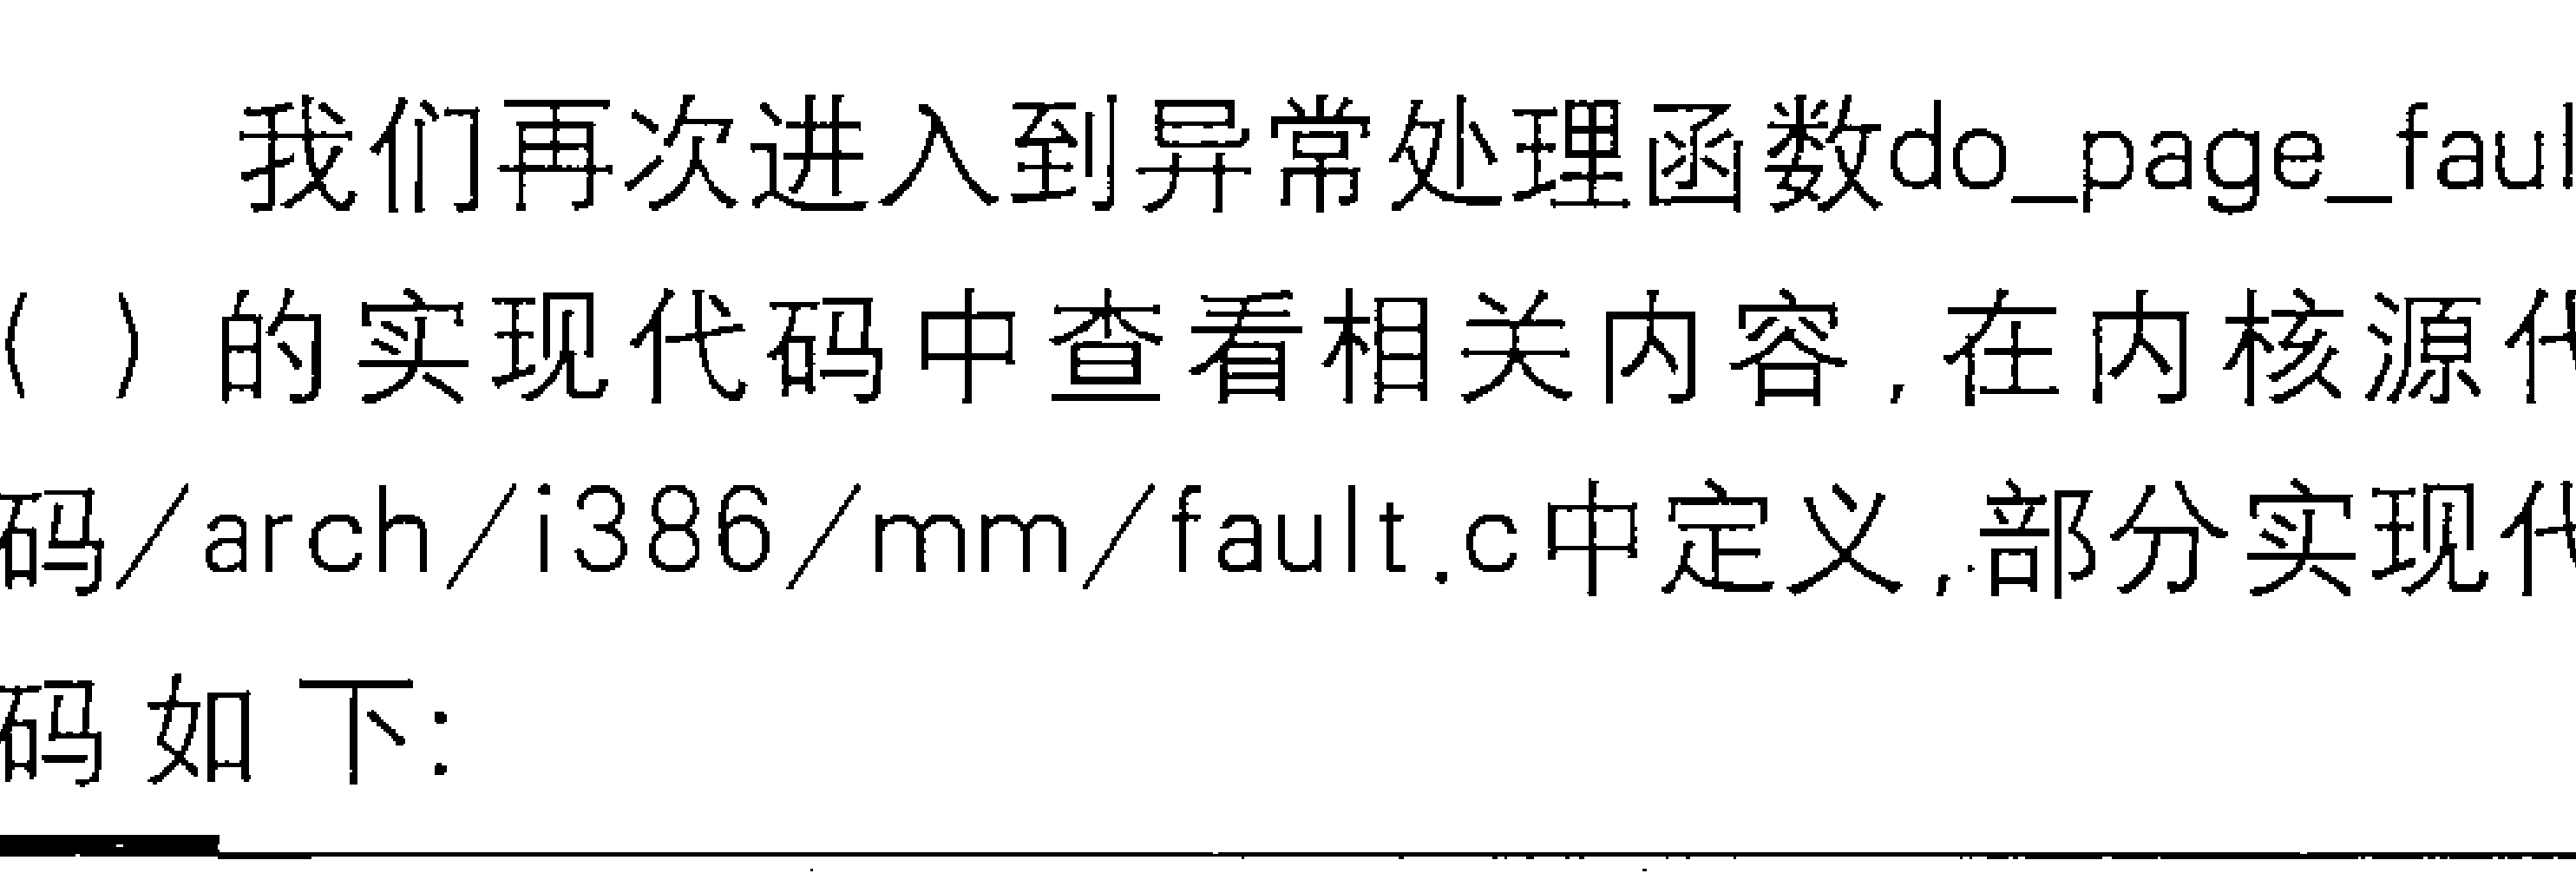 我们再次进入到异常处理函数do_page_faul
( ) 的实现代码中查看相关内容,在内核源代
码/arch/i386/mm/fault.c中定义,部分实现代
码如下: